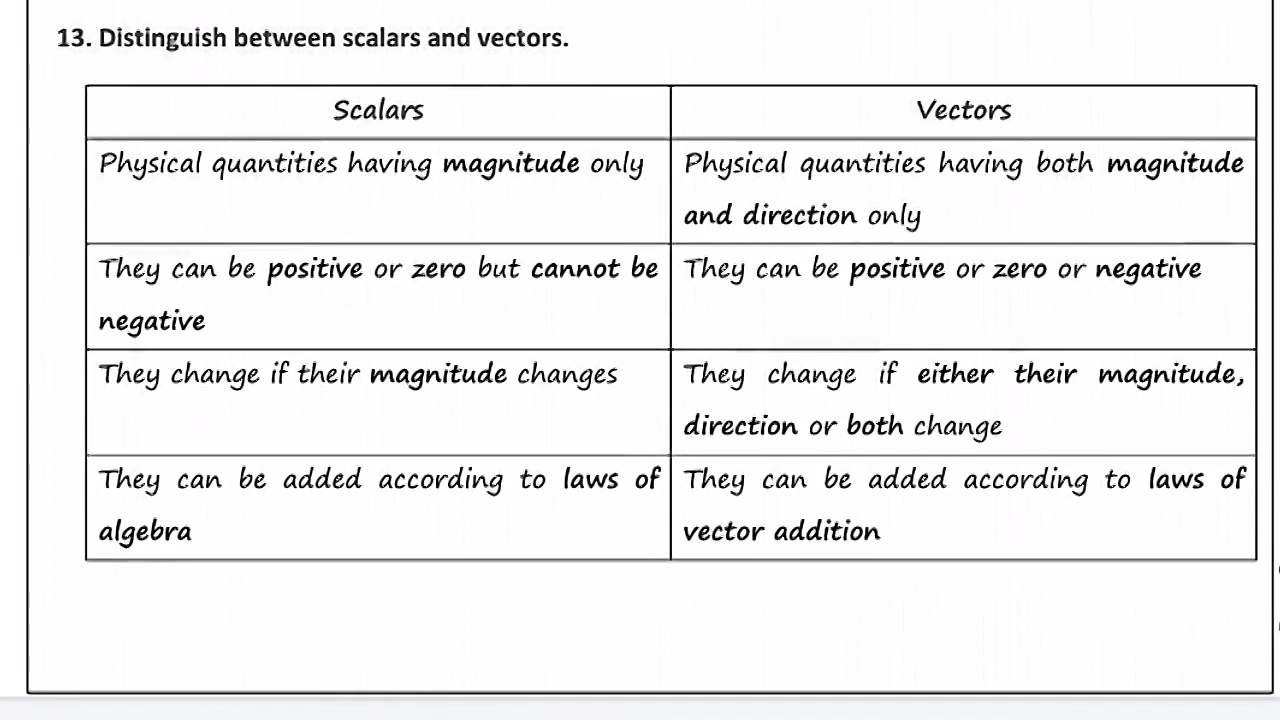 13. Distinguish between scalars and vectors.
Scalars
Vectors
Physical quantities having magnitude only
Physical quantities having both magnitude
and direction only
They can be positive or zero but cannot be
negative
They can be positive or zero or negative
They change if their magnitude changes
They change if either their magnitude,
direction or both change
They can be added according to laws of
algebra
They can be added according to laws of
vector addition